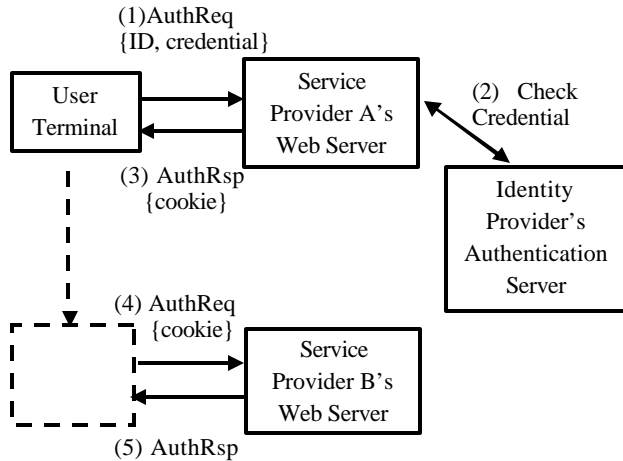 (1)AuthReq
{ID, credential}
User
Terminal
Service
Provider A's
Web Server
(2) Check
Credential
(3) AuthRsp
{cookie}
Identity
Provider's
Authentication
Server
(4) AuthReq
{cookie}
Service
Provider B's
Web Server
(5) AuthRsp